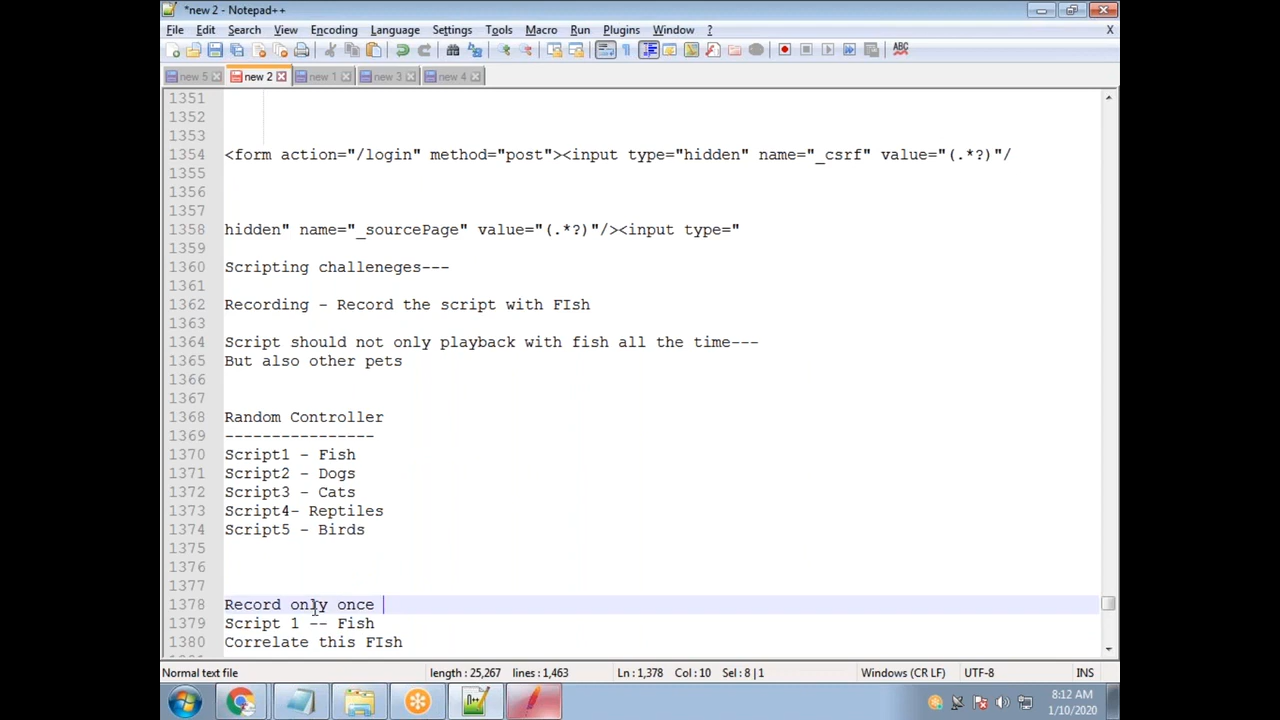 *new 2 - Notepad++
File Edit Search View Encoding Language Settings Tools Macro Run Plugins Window ? X
ABC
new 5 new 2 new 1 new 3 new 4
1351
1352
1353
1354 <form action="/login" method="post"><input type="hidden" name="_csrf" value="(.*?)"/
1355
1356
1357
1358 hidden" name="_sourcePage" value="(.*?)"/><input type="
1359
1360 Scripting challeneges---
1361
1362 Recording - Record the script with FIsh
1363
1364 Script should not only playback with fish all the time---
1365 But also other pets
1366
1367
1368 Random Controller
1369 ----------------
1370 Script1 - Fish
1371 Script2 - Dogs
1372 Script3 - Cats
1373 Script4- Reptiles
1374 Script5 - Birds
1375
1376
1377
1378 Record only once
1379 Script 1 -- Fish
1380 Correlate this FIsh
Normal text file length : 25,267 lines : 1,463 Ln : 1,378 Col : 10 Sel : 8 | 1 Windows (CR LF) UTF-8 INS
8:12 AM
1/10/2020